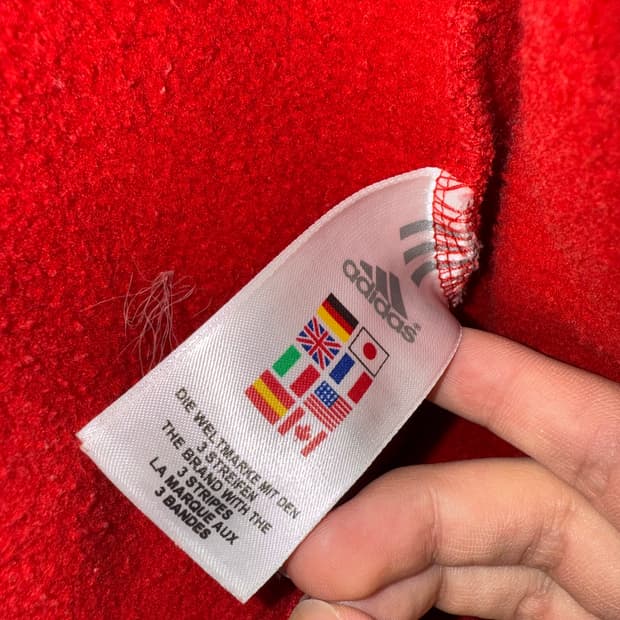 adidas®
DIE WELTMARKE MIT DEN
3 STREIFEN
THE BRAND WITH THE
3 STRIPES
LA MARQUE AUX
3 BANDES